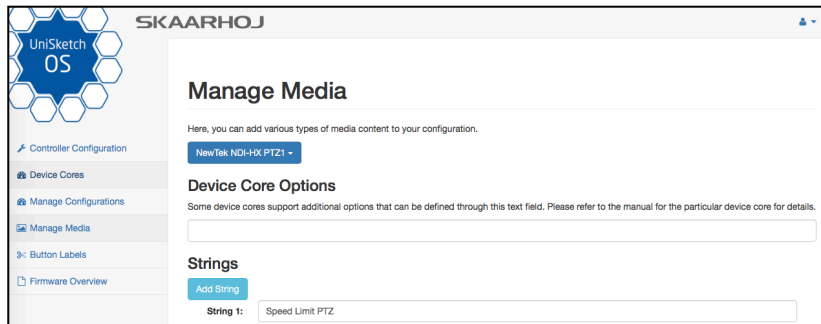 SKAARHOJ
UniSketch
OS
Controller Configuration
Device Cores
Manage Configurations
Manage Media
Button Labels
Firmware Overview
Manage Media
Here, you can add various types of media content to your configuration.
NewTek NDI-HX PTZ1
Device Core Options
Some device cores support additional options that can be defined through this text field. Please refer to the manual for the particular device core for details.
Strings
Add String
String 1: Speed Limit PTZ